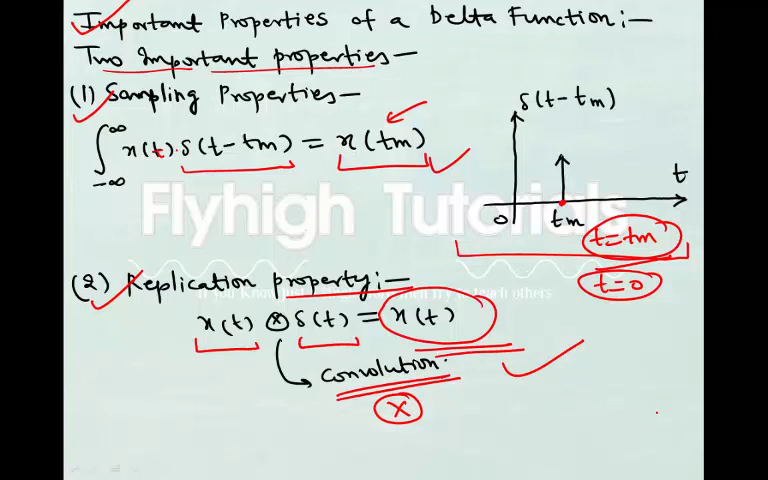 Important Properties of a Delta Function:-
Two Important properties-
(1) Sampling Properties-
∫_{-∞}^{∞} x(t).δ(t-tm) = x(tm)
δ(t-tm)
t
0 tm
t=tm
t=0
Flyhigh Tutorials
(2) Replication property:-
x(t) ⊗ δ(t) = x(t)
convolution.
x